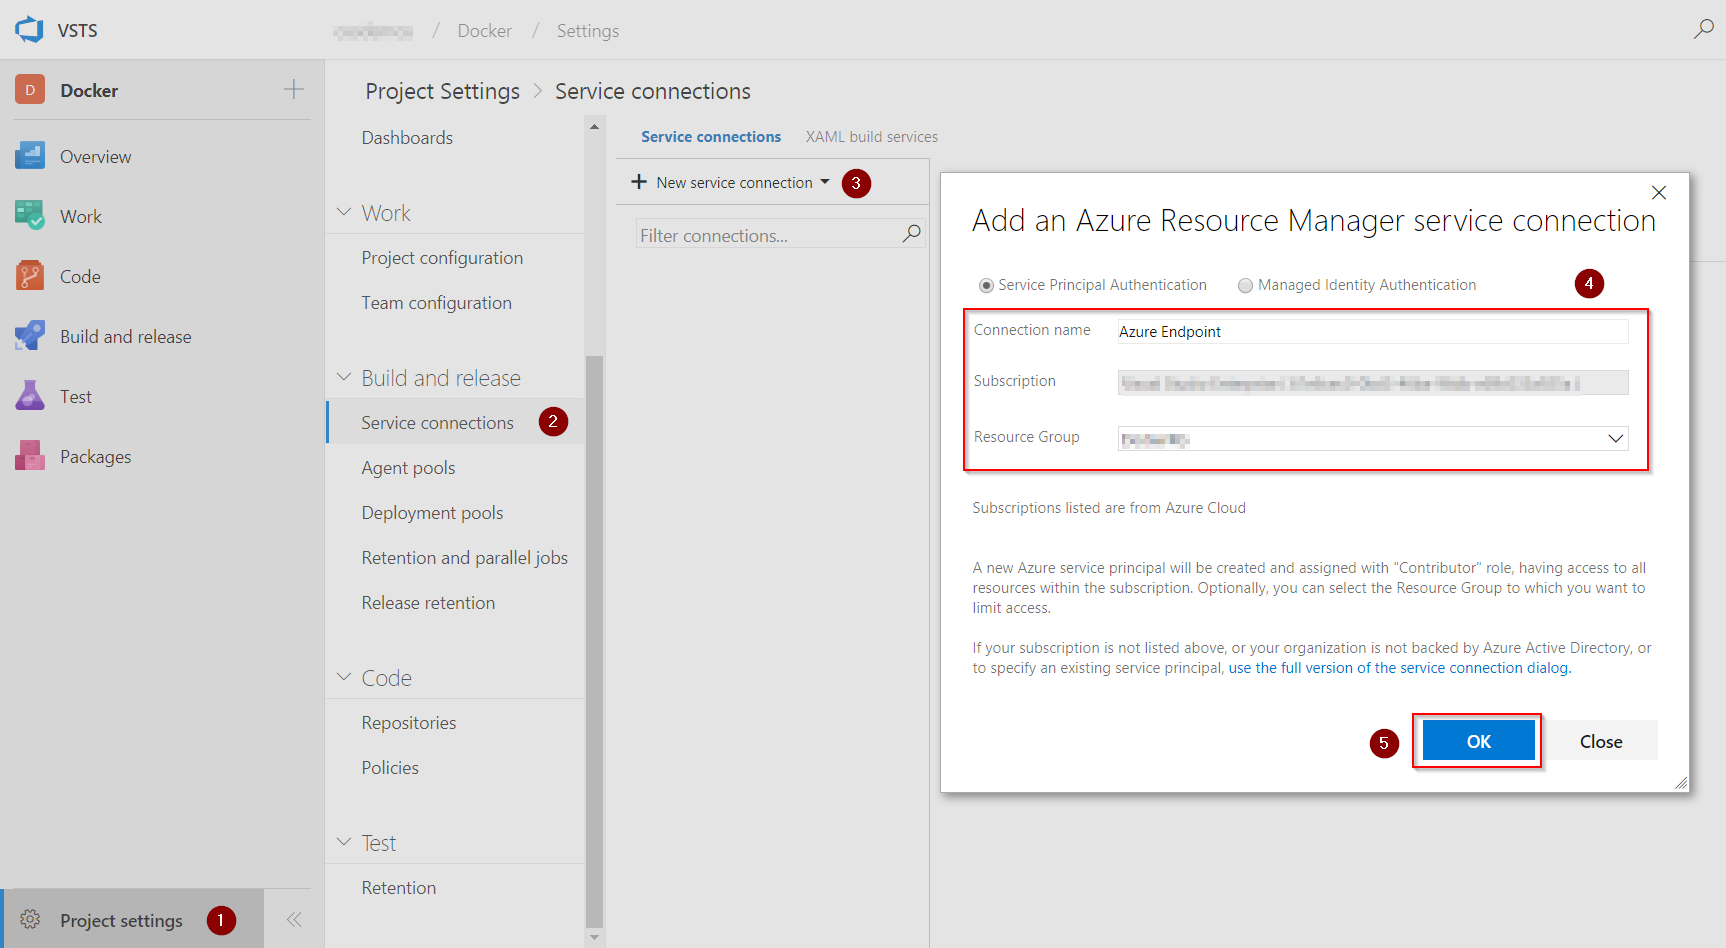 VSTS
/ Docker / Settings
D Docker
Overview
Work
Code
Build and release
Test
Packages
Project settings 1
Project Settings > Service connections
Dashboards
Work
Project configuration
Team configuration
Build and release
Service connections 2
Agent pools
Deployment pools
Retention and parallel jobs
Release retention
Code
Repositories
Policies
Test
Retention
Service connections XAML build services
+ New service connection 3
Filter connections...
Add an Azure Resource Manager service connection
Service Principal Authentication Managed Identity Authentication 4
Connection name Azure Endpoint
Subscription
Resource Group
Subscriptions listed are from Azure Cloud
A new Azure service principal will be created and assigned with "Contributor" role, having access to all
resources within the subscription. Optionally, you can select the Resource Group to which you want to
limit access.
If your subscription is not listed above, or your organization is not backed by Azure Active Directory, or
to specify an existing service principal, use the full version of the service connection dialog.
5 OK Close